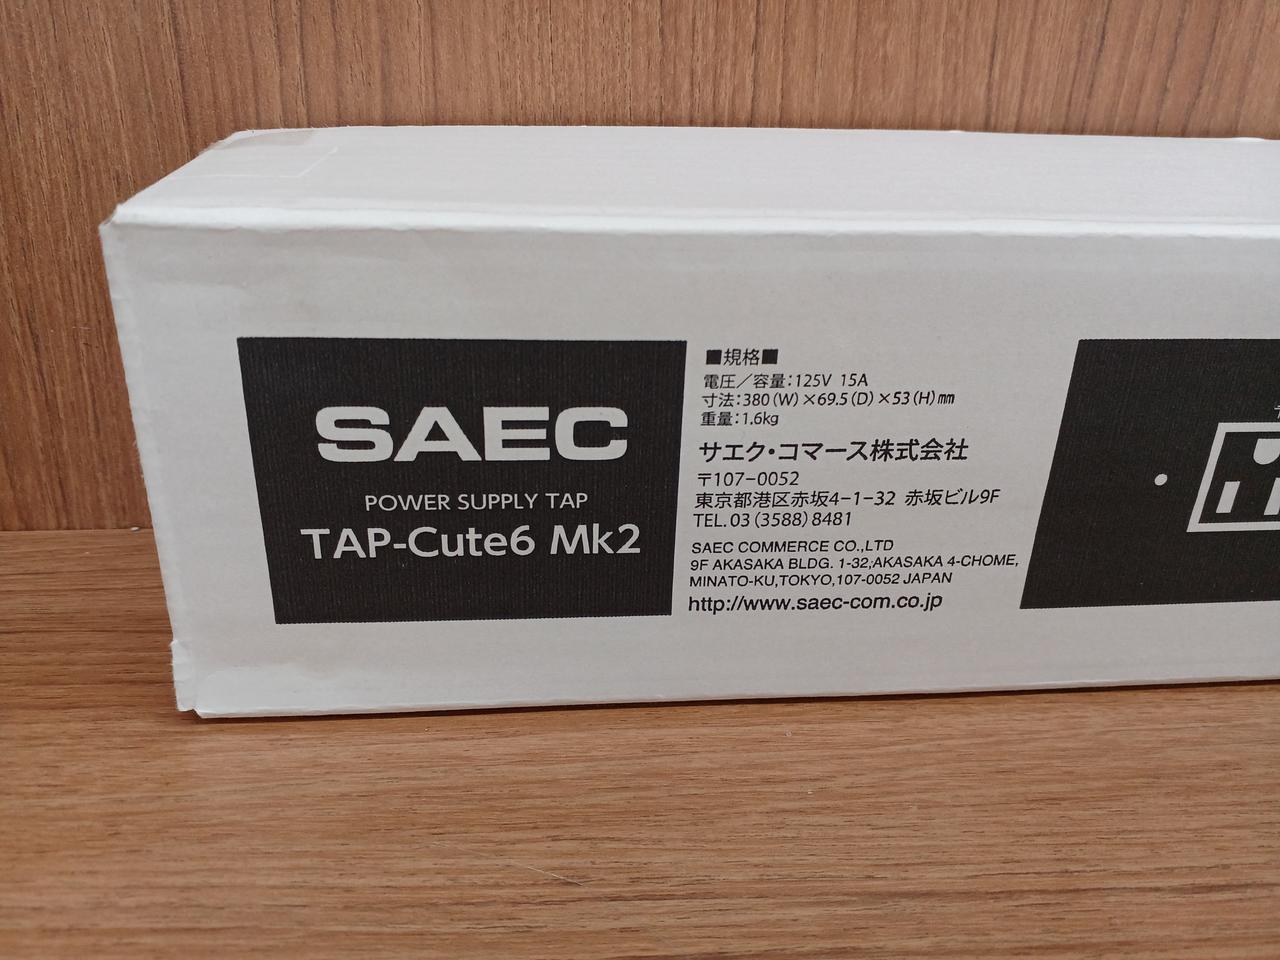 SAEC
POWER SUPPLY TAP
TAP-Cute6 Mk2
■規格■
電圧／容量：125V 15A
寸法：380（W）×69.5（D）×53（H）㎜
重量：1.6kg
サエク・コマース株式会社
〒107−0052
東京都港区赤坂4−1−32 赤坂ビル9F
TEL. 03（3588）8481
SAEC COMMERCE CO.,LTD
9F AKASAKA BLDG. 1-32,AKASAKA 4-CHOME,
MINATO-KU,TOKYO,107-0052 JAPAN
http://www.saec-com.co.jp